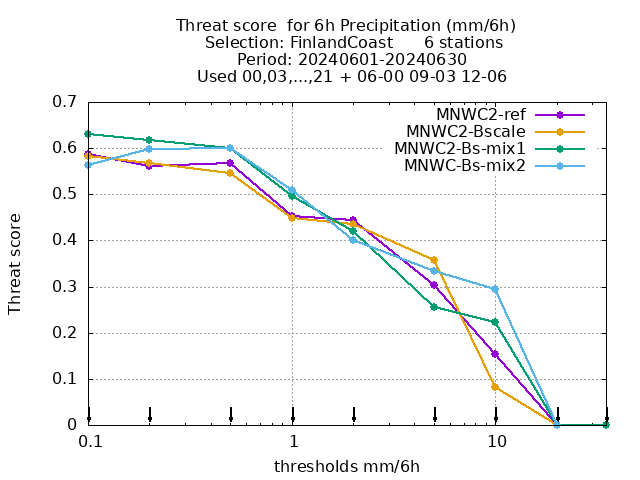 Threat score  for 6h Precipitation (mm/6h)
Selection: FinlandCoast      6 stations
Period: 20240601-20240630
Used 00,03,...,21 + 06-00 09-03 12-06
MNWC2-ref
MNWC2-Bscale
MNWC2-Bs-mix1
MNWC-Bs-mix2
Threat score
0.7
0.6
0.5
0.4
0.3
0.2
0.1
0
0.1 1 10
thresholds mm/6h